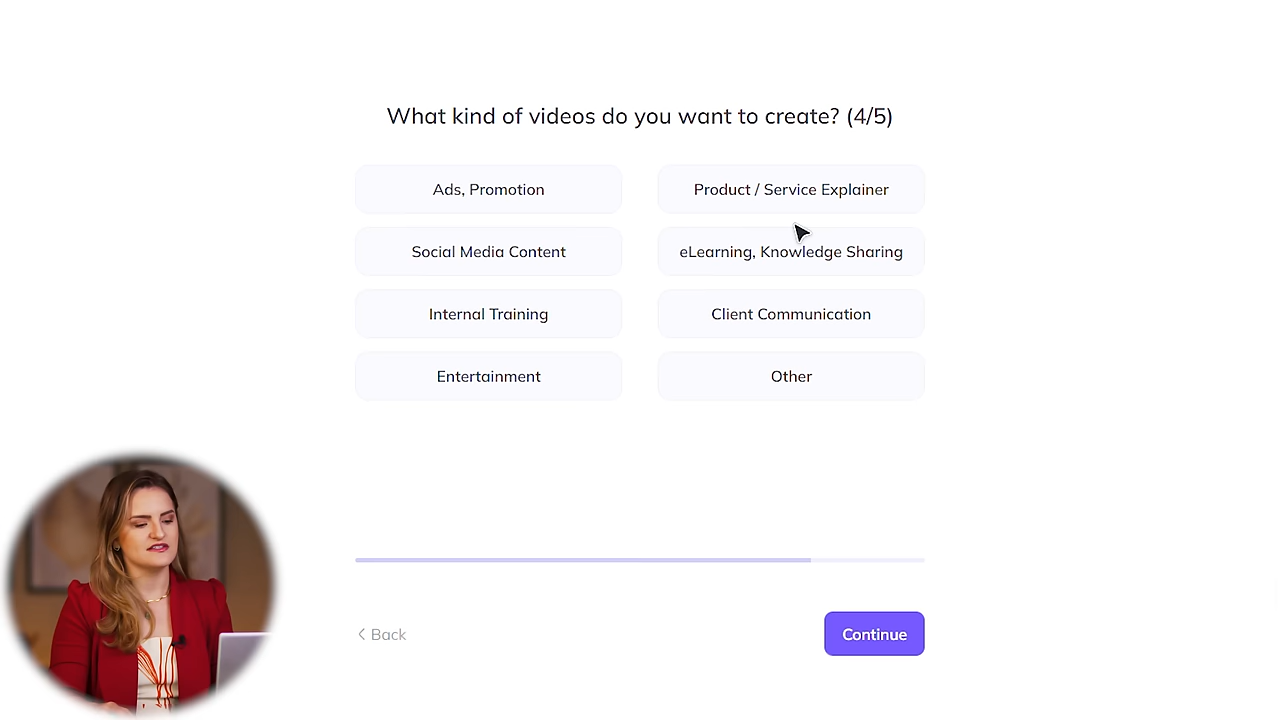 What kind of videos do you want to create? (4/5)
Ads, Promotion
Product / Service Explainer
Social Media Content
eLearning, Knowledge Sharing
Internal Training
Client Communication
Entertainment
Other
Back
Continue